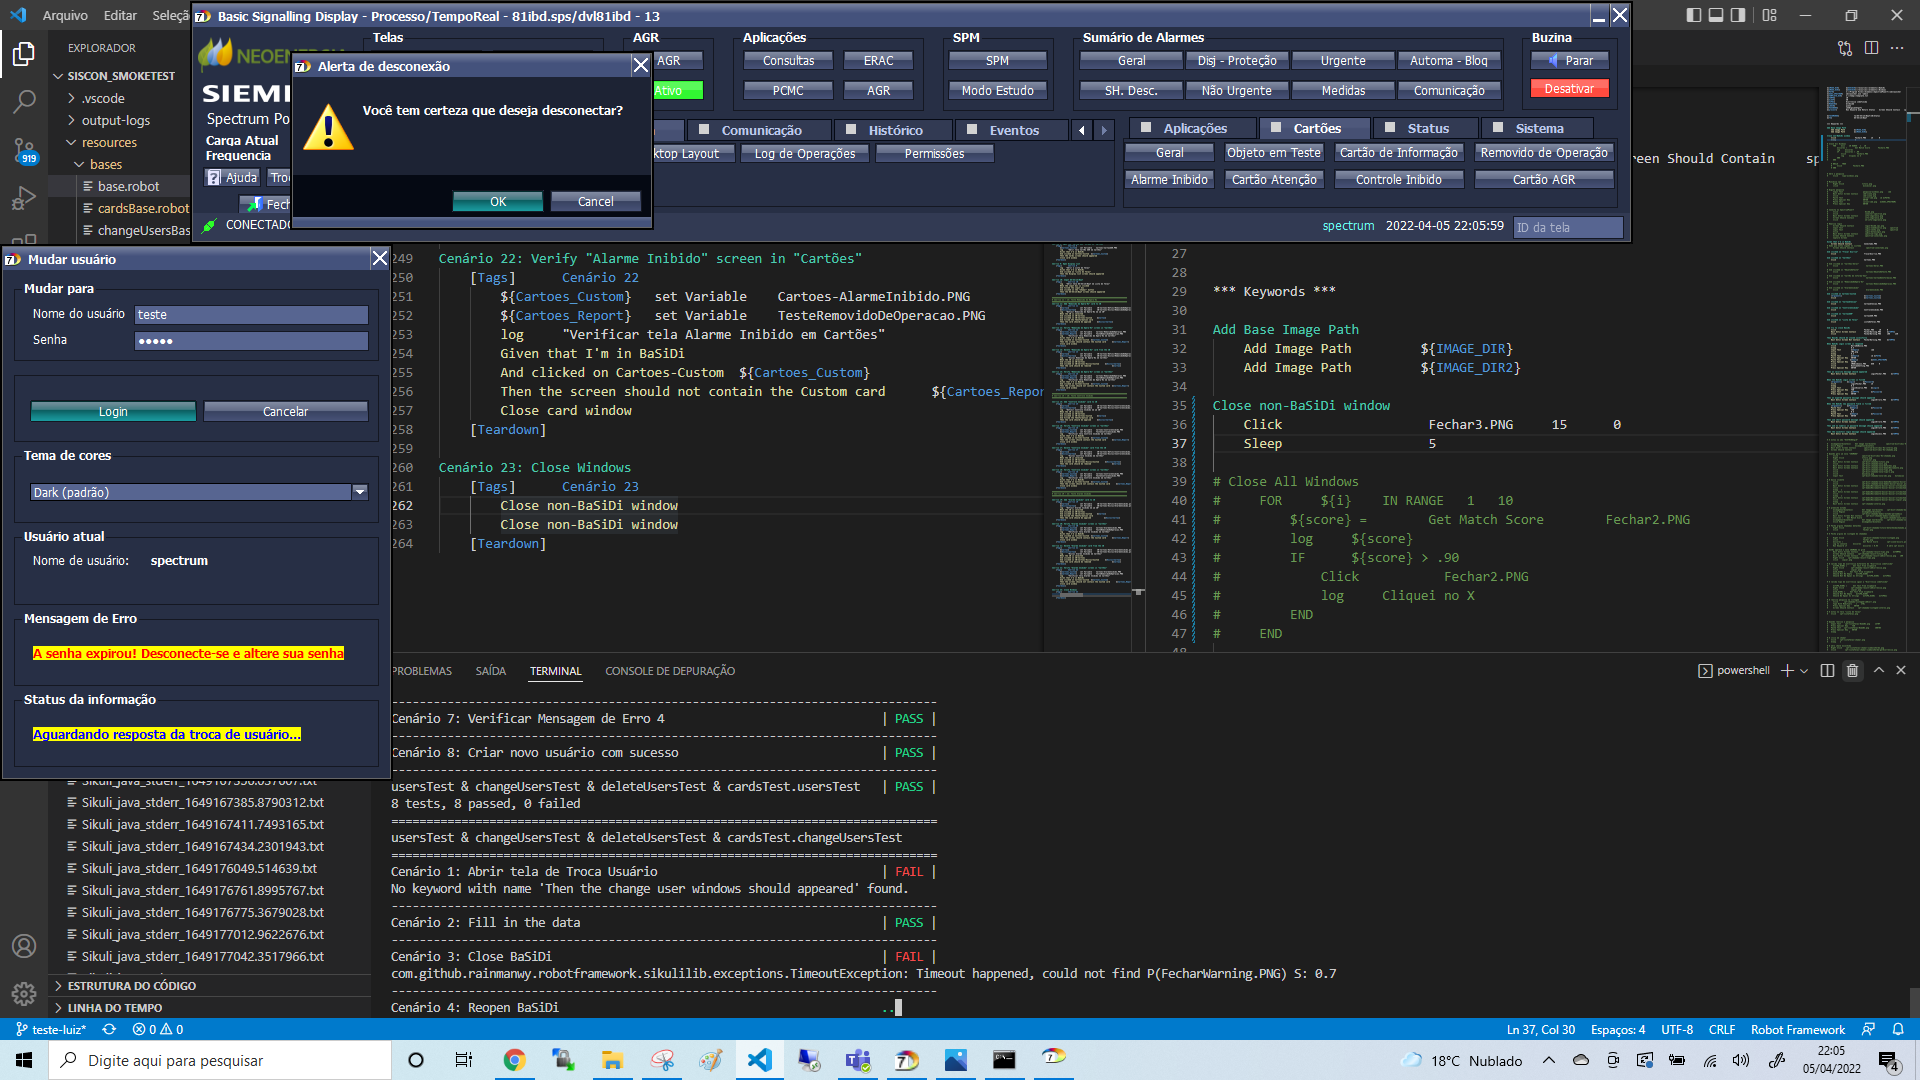 Arquivo
Editar
Seleçã
Basic Signalling Display - Processo/TempoReal - 81ibd.sps/dvl81ibd - 13
EXPLORADOR
SISCON_SMOKETEST
.vscode
output-logs
resources
bases
base.robot
cardsBase.robot
changeUsersBas
NEOENERG
SIEM
Spectrum Po
Carga Atual
Frequencia
Ajuda
Troc
Fech
CONECTADO
Telas
AGR
AGR
Ativo
Aplicações
Consultas
ERAC
PCMC
AGR
SPM
SPM
Modo Estudo
Sumário de Alarmes
Geral
Disj - Proteção
Urgente
Automa - Bloq
SH. Desc.
Não Urgente
Medidas
Comunicação
Buzina
Parar
Desativar
Alerta de desconexão
Você tem certeza que deseja desconectar?
OK
Cancel
Comunicação
Histórico
Eventos
ktop Layout
Log de Operações
Permissões
Aplicações
Cartões
Status
Sistema
Geral
Objeto em Teste
Cartão de Informação
Removido de Operação
Alarme Inibido
Cartão Atenção
Controle Inibido
Cartão AGR
spectrum
2022-04-05 22:05:59
ID da tela
reen Should Contain    sp
Mudar usuário
Mudar para
Nome do usuário
teste
Senha
●●●●●
Login
Cancelar
Tema de cores
Dark (padrão)
Usuário atual
Nome de usuário:
spectrum
Mensagem de Erro
A senha expirou! Desconecte-se e altere sua senha
Status da informação
Aguardando resposta da troca de usuário...
249 Cenário 22: Verify "Alarme Inibido" screen in "Cartões"
250 [Tags] Cenário 22
251 ${Cartoes_Custom} set Variable Cartoes-AlarmeInibido.PNG
252 ${Cartoes_Report} set Variable TesteRemovidoDeOperacao.PNG
253 log "Verificar tela Alarme Inibido em Cartões"
254 Given that I'm in BaSiDi
255 And clicked on Cartoes-Custom ${Cartoes_Custom}
256 Then the screen should not contain the Custom card ${Cartoes_Repor
257 Close card window
258 [Teardown]
259
260 Cenário 23: Close Windows
261 [Tags] Cenário 23
262 Close non-BaSiDi window
263 Close non-BaSiDi window
264 [Teardown]
27
28
29 *** Keywords ***
30
31 Add Base Image Path
32 Add Image Path ${IMAGE_DIR}
33 Add Image Path ${IMAGE_DIR2}
34
35 Close non-BaSiDi window
36 Click Fechar3.PNG 15 0
37 Sleep 5
38
39 # Close All Windows
40 # FOR ${i} IN RANGE 1 10
41 # ${score} = Get Match Score Fechar2.PNG
42 # log ${score}
43 # IF ${score} > .90
44 # Click Fechar2.PNG
45 # log Cliquei no X
46 # END
47 # END
PROBLEMAS
SAÍDA
TERMINAL
CONSOLE DE DEPURAÇÃO
powershell
Cenário 7: Verificar Mensagem de Erro 4 | PASS |
Cenário 8: Criar novo usuário com sucesso | PASS |
usersTest & changeUsersTest & deleteUsersTest & cardsTest.usersTest | PASS |
8 tests, 8 passed, 0 failed
usersTest & changeUsersTest & deleteUsersTest & cardsTest.changeUsersTest
Cenário 1: Abrir tela de Troca Usuário | FAIL |
No keyword with name 'Then the change user windows should appeared' found.
Cenário 2: Fill in the data | PASS |
Cenário 3: Close BaSiDi | FAIL |
com.github.rainmanwy.robotframework.sikulilib.exceptions.TimeoutException: Timeout happened, could not find P(FecharWarning.PNG) S: 0.7
Cenário 4: Reopen BaSiDi ..
Sikuli_java_stderr_1649167385.8790312.txt
Sikuli_java_stderr_1649167411.7493165.txt
Sikuli_java_stderr_1649167434.2301943.txt
Sikuli_java_stderr_1649176049.514639.txt
Sikuli_java_stderr_1649176761.8995767.txt
Sikuli_java_stderr_1649176775.3679028.txt
Sikuli_java_stderr_1649177012.9622676.txt
Sikuli_java_stderr_1649177042.3517966.txt
ESTRUTURA DO CÓDIGO
LINHA DO TEMPO
919
teste-luiz*
0
0
Ln 37, Col 30
Espaços: 4
UTF-8
CRLF
Robot Framework
Digite aqui para pesquisar
18°C Nublado
22:05
05/04/2022
4